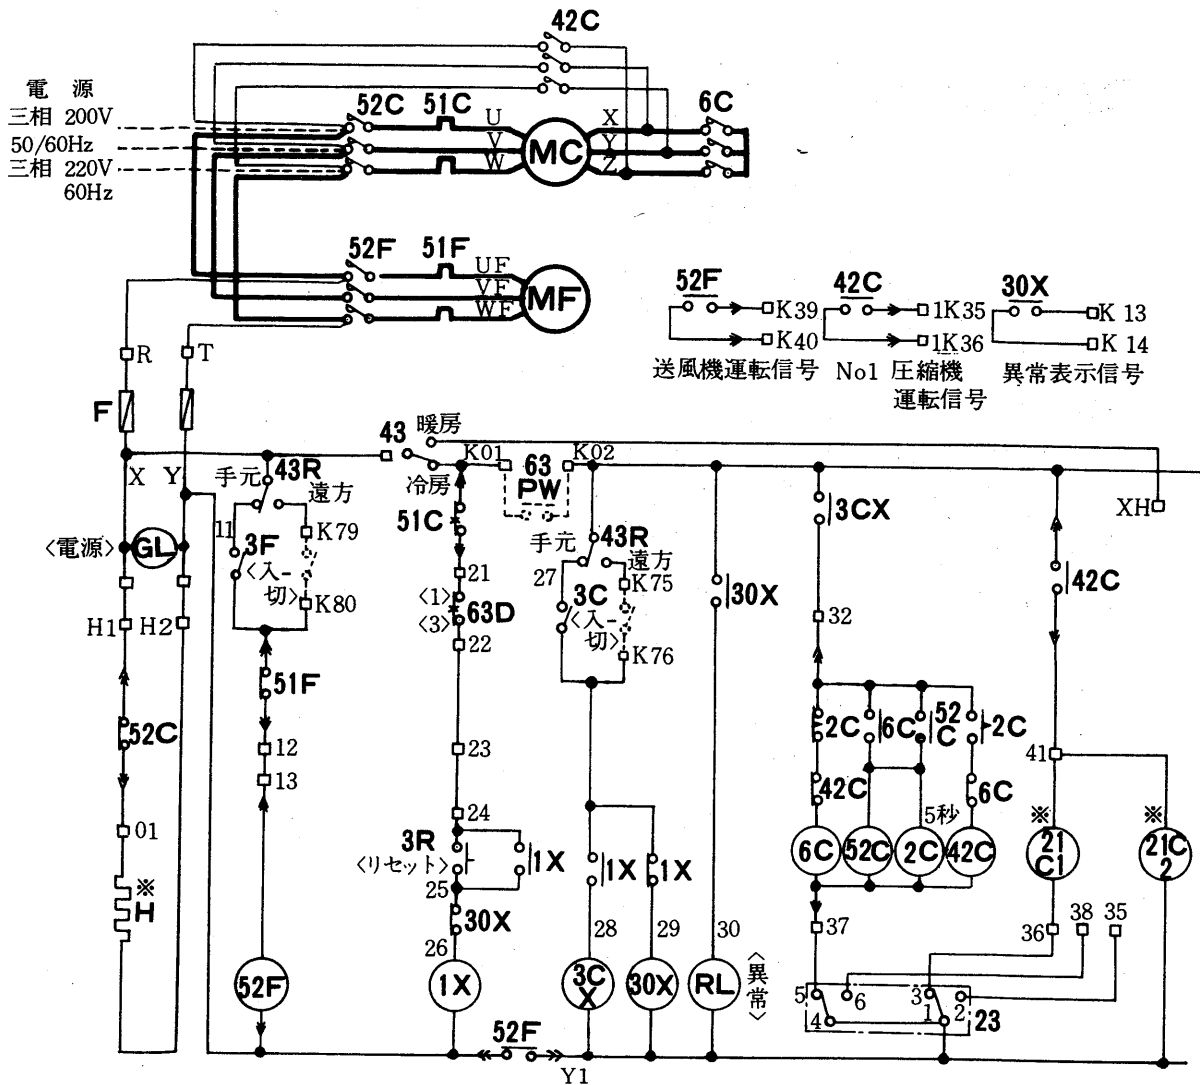 42C
電 源
三相 200V
50/60Hz
三相 220V
60Hz
52C
51C
U
V
W
MC
X
Y
Z
6C
52F
51F
UF
VF
WF
MF
52F
K39
K40
送風機運転信号
42C
1K35
1K36
No1 圧縮機
運転信号
30X
K 13
K 14
異常表示信号
R
T
F
X
Y
手元
43R
遠方
43
暖房
冷房
K01
63
PW
K02
XH
11
3F
<入-
切>
K79
K80
<電源>
GL
H1
H2
51C
21
<1>
<3>
63D
22
手元
43R
遠方
27
3C
<入-
切>
K75
K76
30X
3CX
32
42C
52C
51F
12
13
23
24
2C
6C
52
C
2C
42C
6C
5秒
41
01
3R
<リセット>
1X
25
30X
26
1X
1X
28
29
30
6C
52C
2C
42C
※
21
C1
※
21C
2
※
H
37
36
38
35
52F
1X
3C
X
30X
RL
<異常>
5
6
4
3
1
2
23
52F
Y1